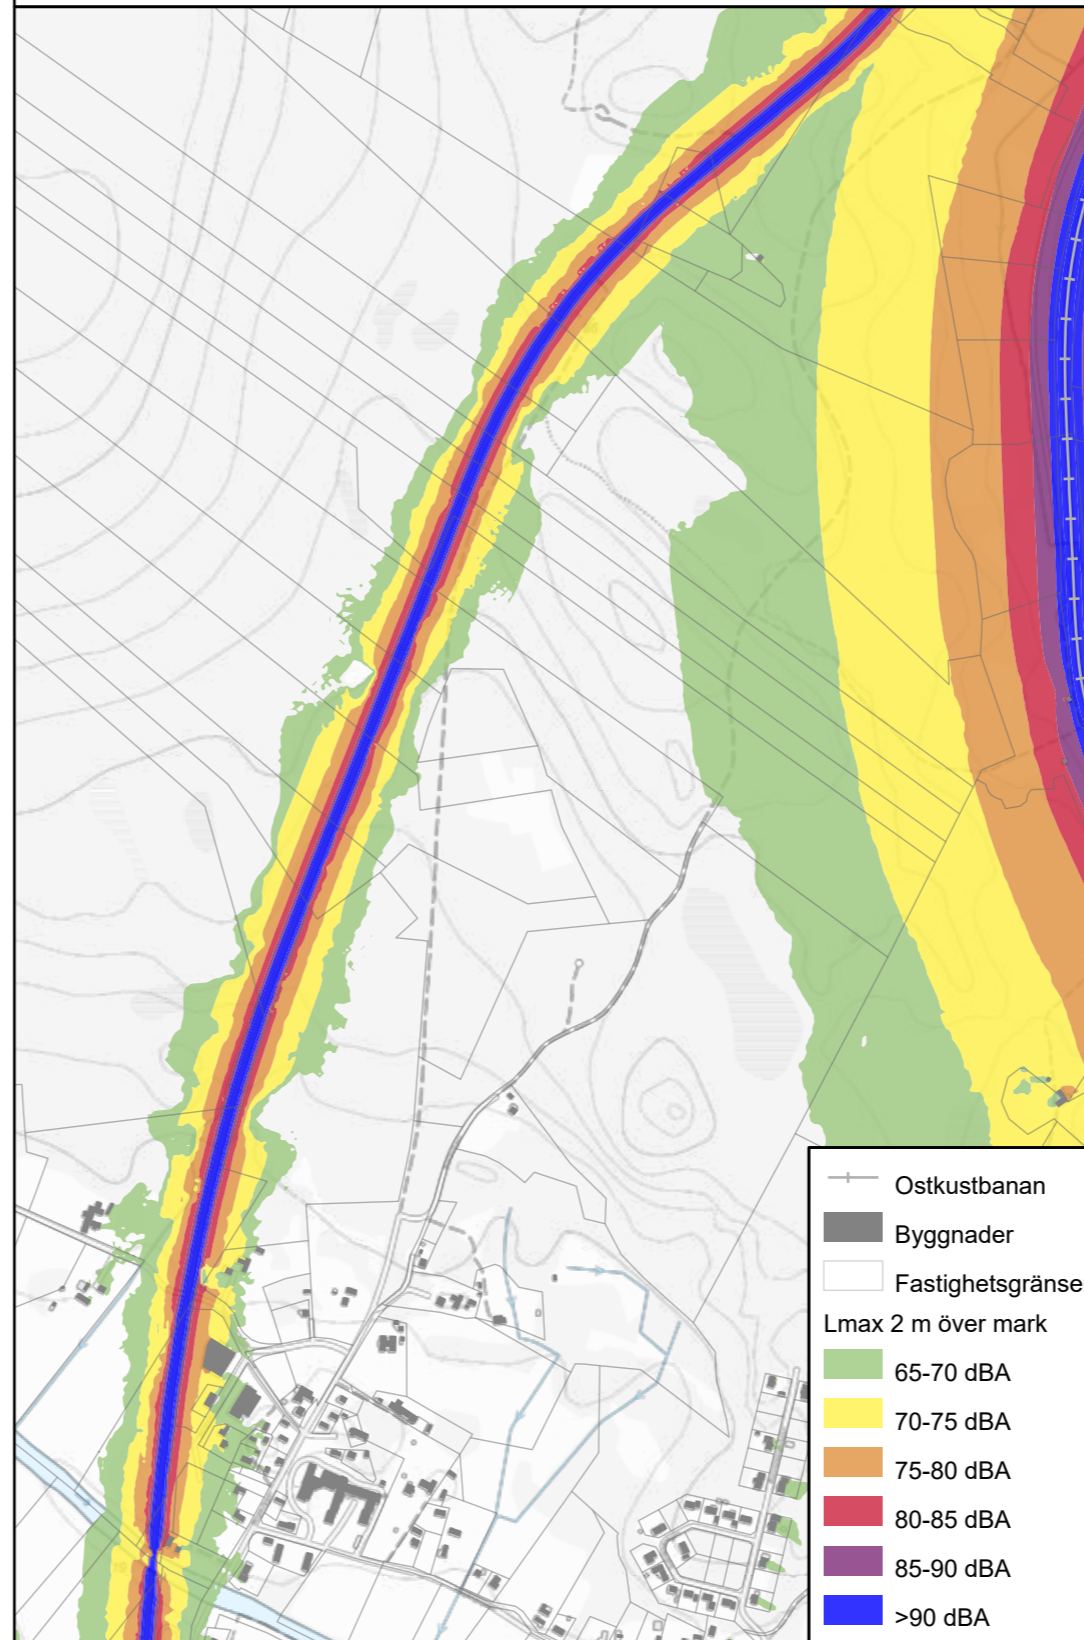 Ostkustbanan
Byggnader
Fastighetsgränse
Lmax 2 m över mark
65-70 dBA
70-75 dBA
75-80 dBA
80-85 dBA
85-90 dBA
>90 dBA